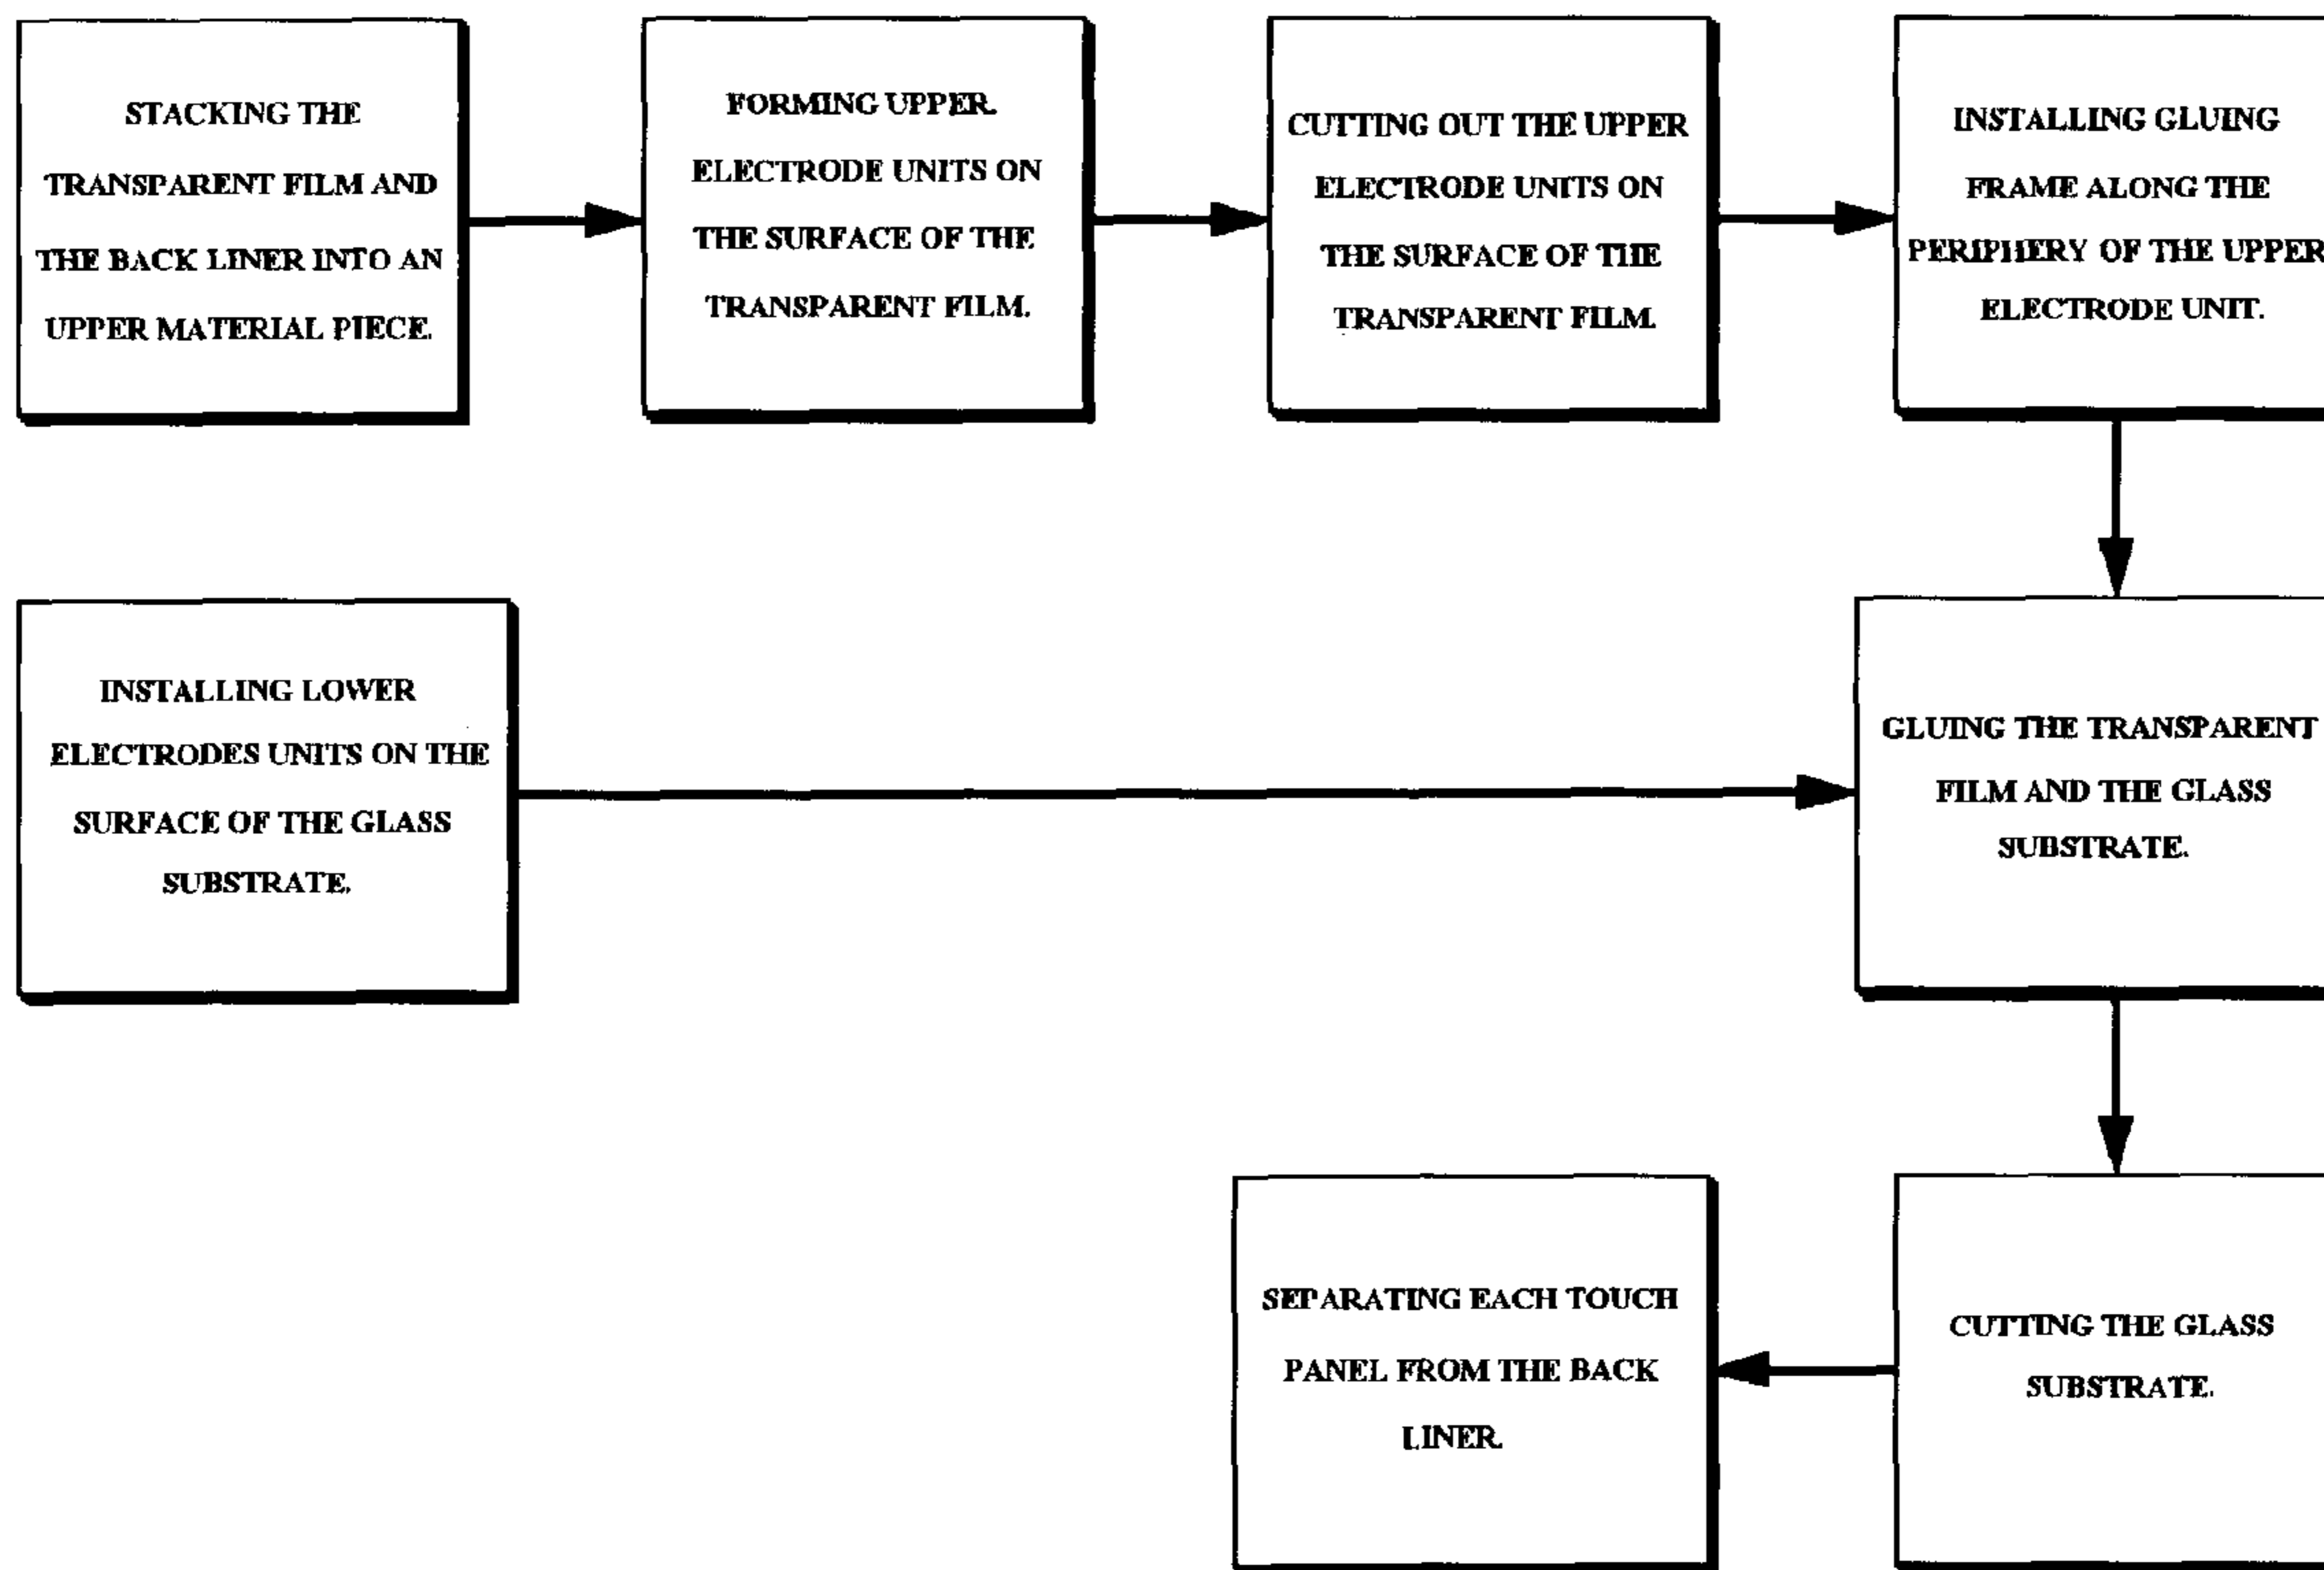 STACKING THE
TRANSPARENT FILM AND
THE BACK LINER INTO AN
UPPER MATERIAL PIECE.
FORMING UPPER.
ELECTRODE UNITS ON
THE SURFACE OF THE
TRANSPARENT FILM.
CUTTING OUT THE UPPER
ELECTRODE UNITS ON
THE SURFACE OF THE
TRANSPARENT FILM.
INSTALLING GLUING
FRAME ALONG THE
PERIPHERY OF THE UPPER
ELECTRODE UNIT.
INSTALLING LOWER
ELECTRODES UNITS ON THE
SURFACE OF THE GLASS
SUBSTRATE.
GLUING THE TRANSPARENT
FILM AND THE GLASS
SUBSTRATE.
SEPARATING EACH TOUCH
PANEL FROM THE BACK
LINER.
CUTTING THE GLASS
SUBSTRATE.